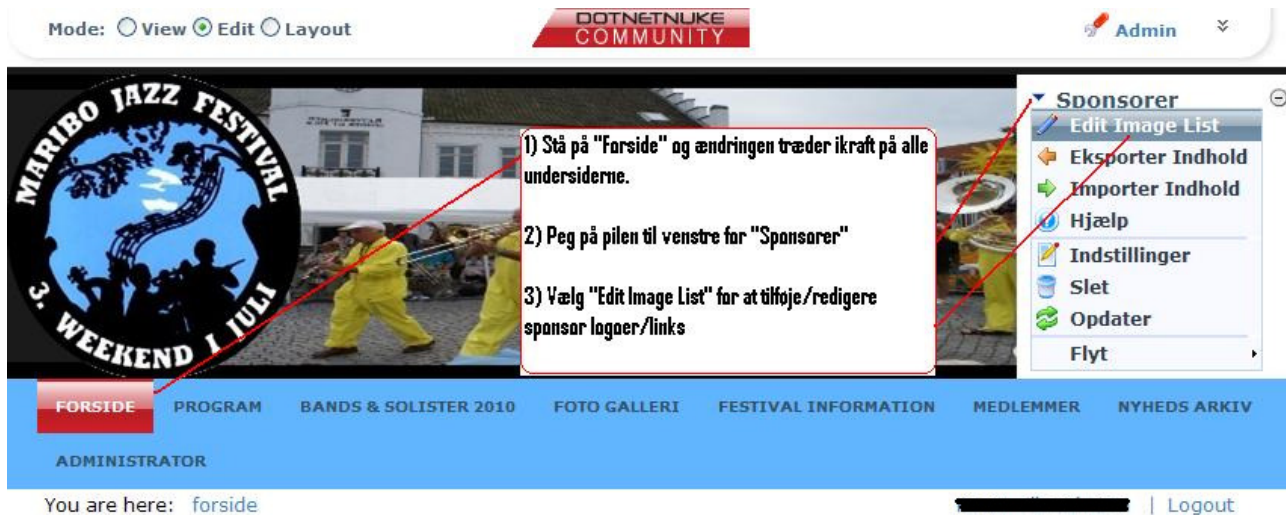 Mode: View Edit Layout
DOTNETNUKE
COMMUNITY
Admin
MARIBO JAZZ FESTIVAL
3. WEEKEND I JULI
1) Stå på "Forside" og ændringen træder ikraft på alle
undersiderne.
2) Peg på pilen til venstre for "Sponsorer"
3) Vælg "Edit Image List" for at tilføje/redigere
sponsor logoer/links
Sponsorer
Edit Image List
Eksporter Indhold
Importer Indhold
Hjælp
Indstillinger
Slet
Opdater
Flyt
FORSIDE PROGRAM BANDS & SOLISTER 2010 FOTO GALLERI FESTIVAL INFORMATION MEDLEMMER NYHEDS ARKIV
ADMINISTRATOR
You are here: forside | Logout